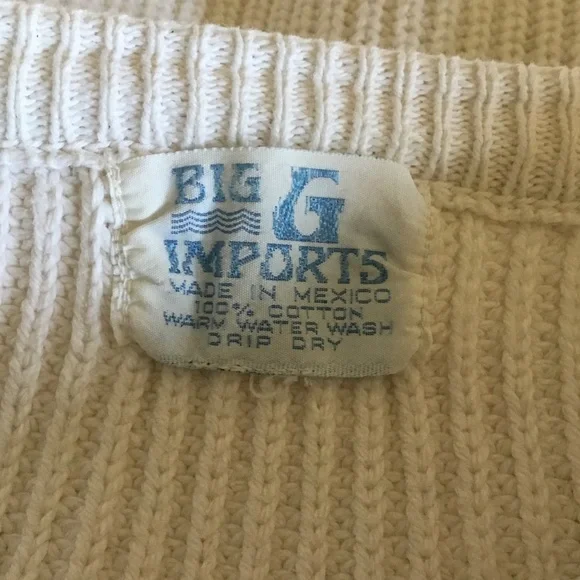 BIG G
IMPORTS
MADE IN MEXICO
100% COTTON
WARM WATER WASH
DRIP DRY